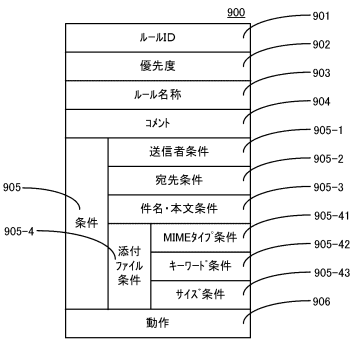 900
ルールID 901
優先度 902
ルール名称 903
コメント 904
送信者条件 905-1
宛先条件 905-2
件名・本文条件 905-3
905 条件
905-4 添付
ファイル
条件
MIMEタイプ条件 905-41
キーワード条件 905-42
サイズ条件 905-43
動作 906